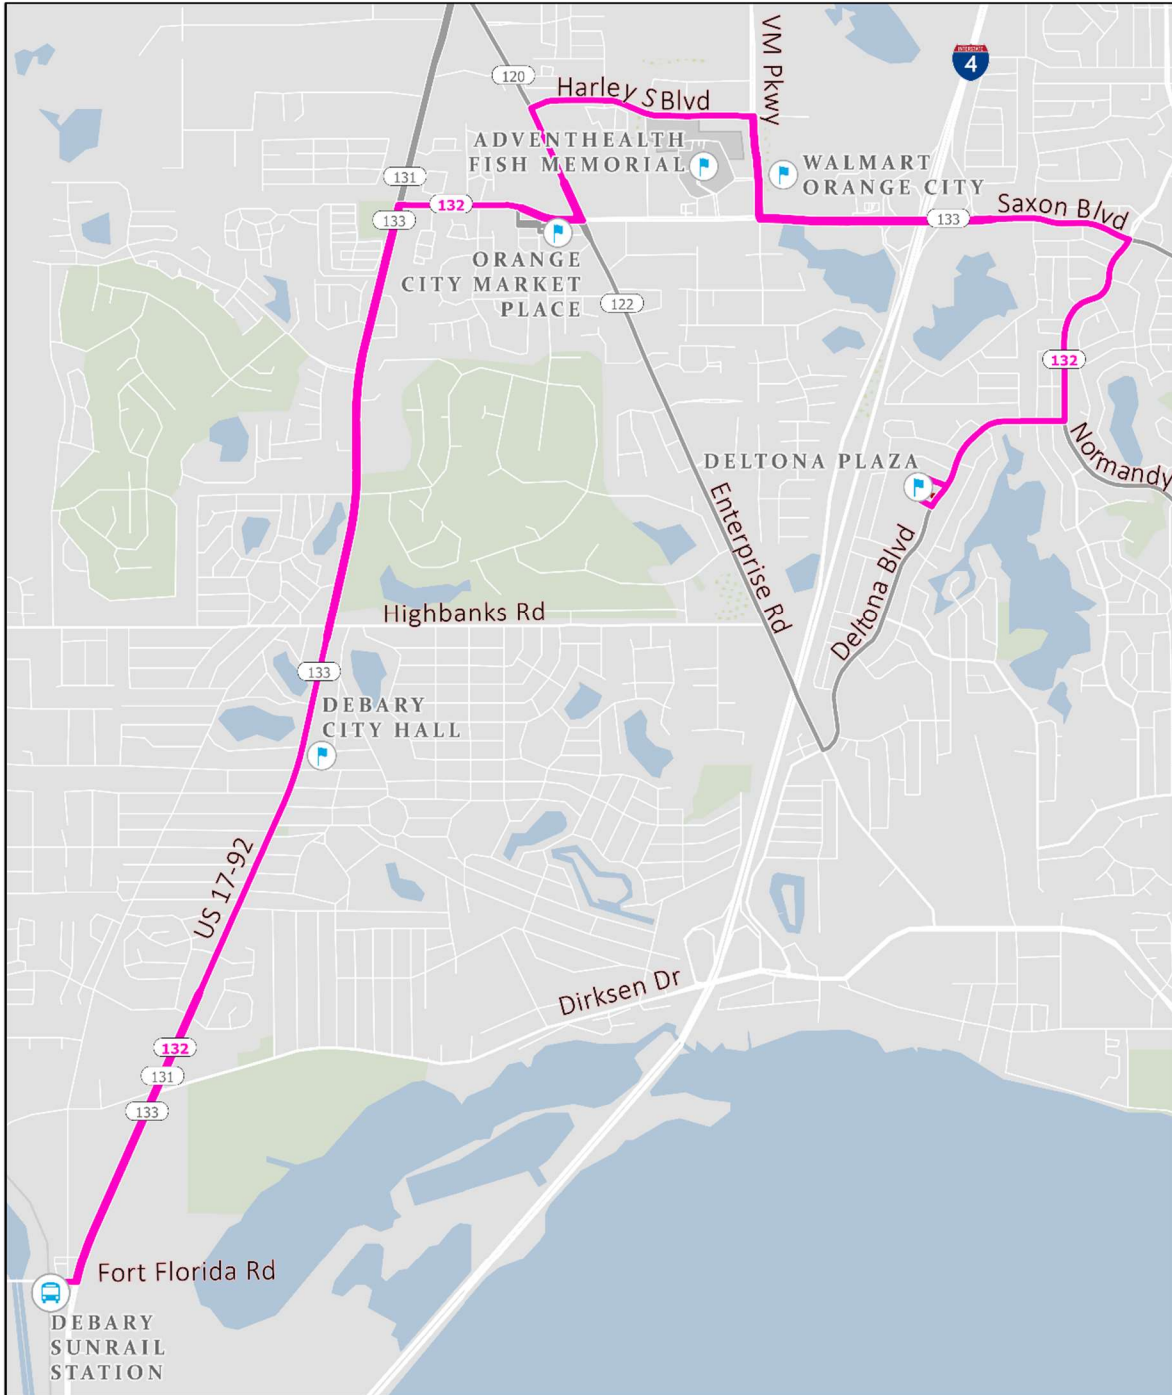 VM Pkwy
INTERSTATE
4
120
Harley S Blvd
ADVENTHEALTH
FISH MEMORIAL
WALMART
ORANGE CITY
131
132
133
133
Saxon Blvd
ORANGE
CITY MARKET
PLACE
122
132
Normandy
DELTONA PLAZA
Enterprise Rd
Deltona Blvd
Highbanks Rd
133
DEBARY
CITY HALL
US 17-92
Dirksen Dr
132
131
133
Fort Florida Rd
DEBARY
SUNRAIL
STATION